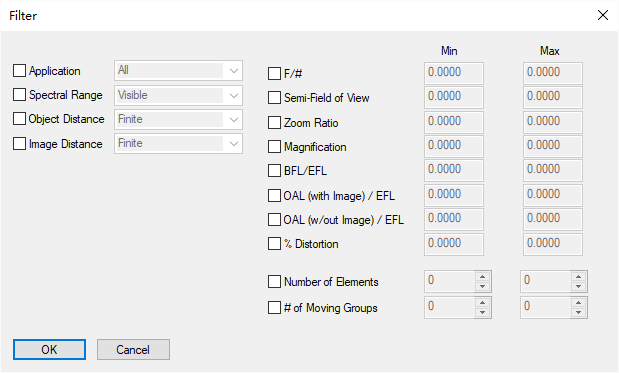 Filter
Min Max
Application All
Spectral Range Visible
Object Distance Finite
Image Distance Finite
F/# 0.0000 0.0000
Semi-Field of View 0.0000 0.0000
Zoom Ratio 0.0000 0.0000
Magnification 0.0000 0.0000
BFL/EFL 0.0000 0.0000
OAL (with Image) / EFL 0.0000 0.0000
OAL (w/out Image) / EFL 0.0000 0.0000
% Distortion 0.0000 0.0000
Number of Elements 0 0
# of Moving Groups 0 0
OK Cancel